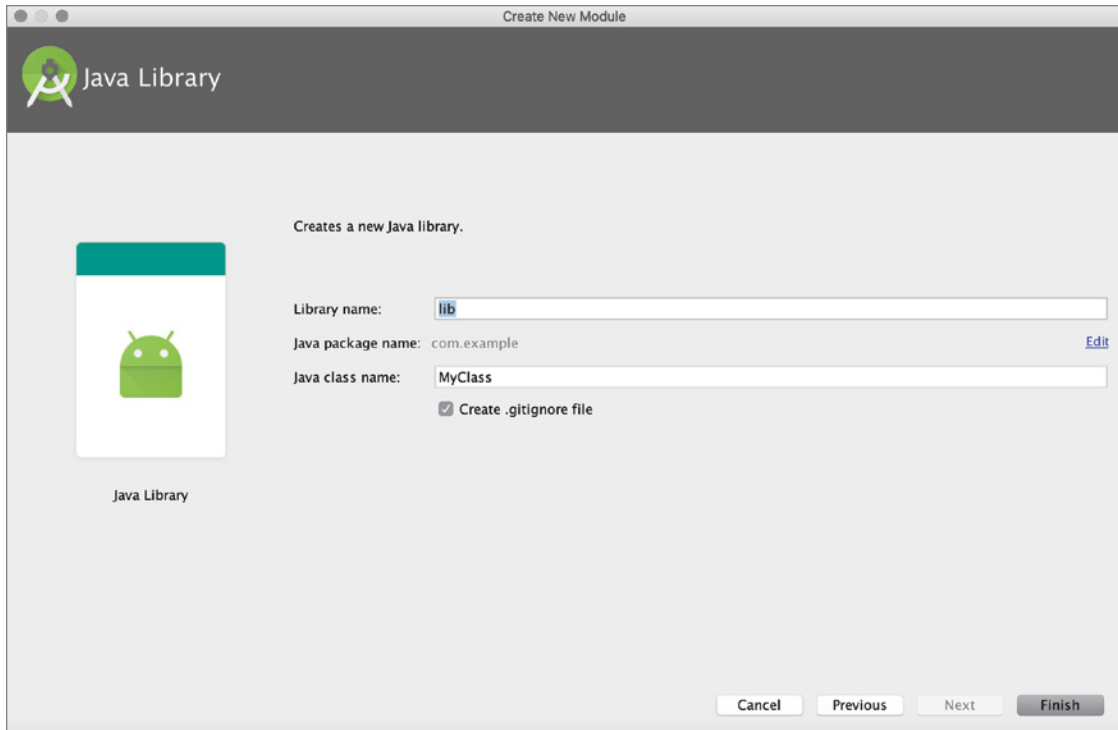 Create New Module
Java Library
Creates a new Java library.
Library name: lib
Java package name: com.example Edit
Java class name: MyClass
Create .gitignore file
Java Library
Cancel Previous Next Finish